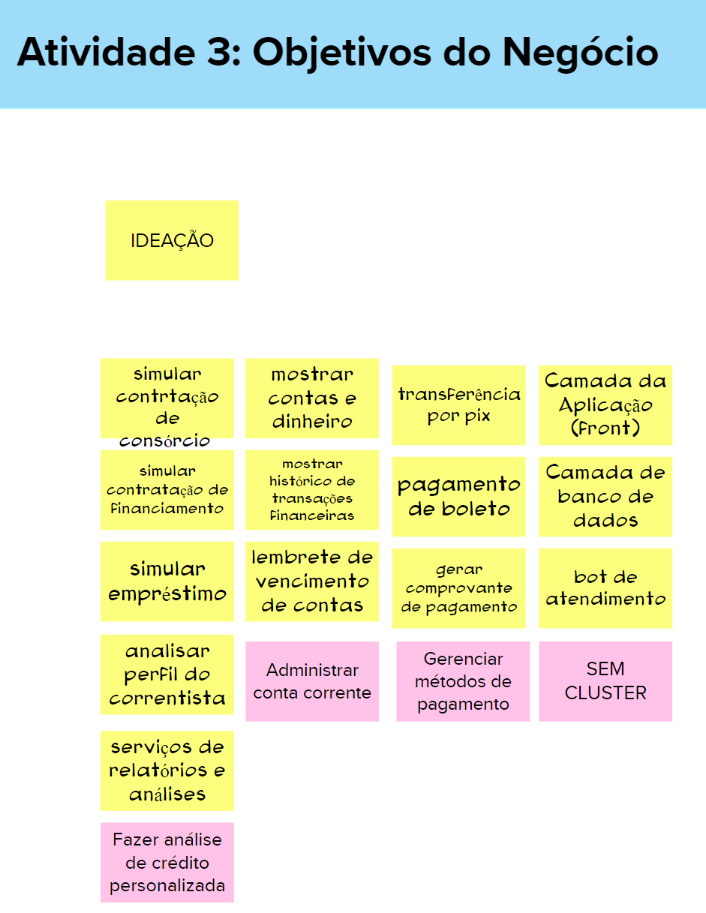 Atividade 3: Objetivos do Negócio
IDEAÇÃO
simular
contrtação
de
consórcio
simular
contratação de
financiamento
simular
empréstimo
analisar
perfil do
correntista
serviços de
relatórios e
análises
Fazer análise
de crédito
personalizada
mostrar
contas e
dinheiro
mostrar
histórico de
transações
financeiras
lembrete de
vencimento
de contas
Administrar
conta corrente
transferência
por pix
pagamento
de boleto
gerar
comprovante
de pagamento
Gerenciar
métodos de
pagamento
Camada da
Aplicação
(front)
Camada de
banco de
dados
bot de
atendimento
SEM
CLUSTER